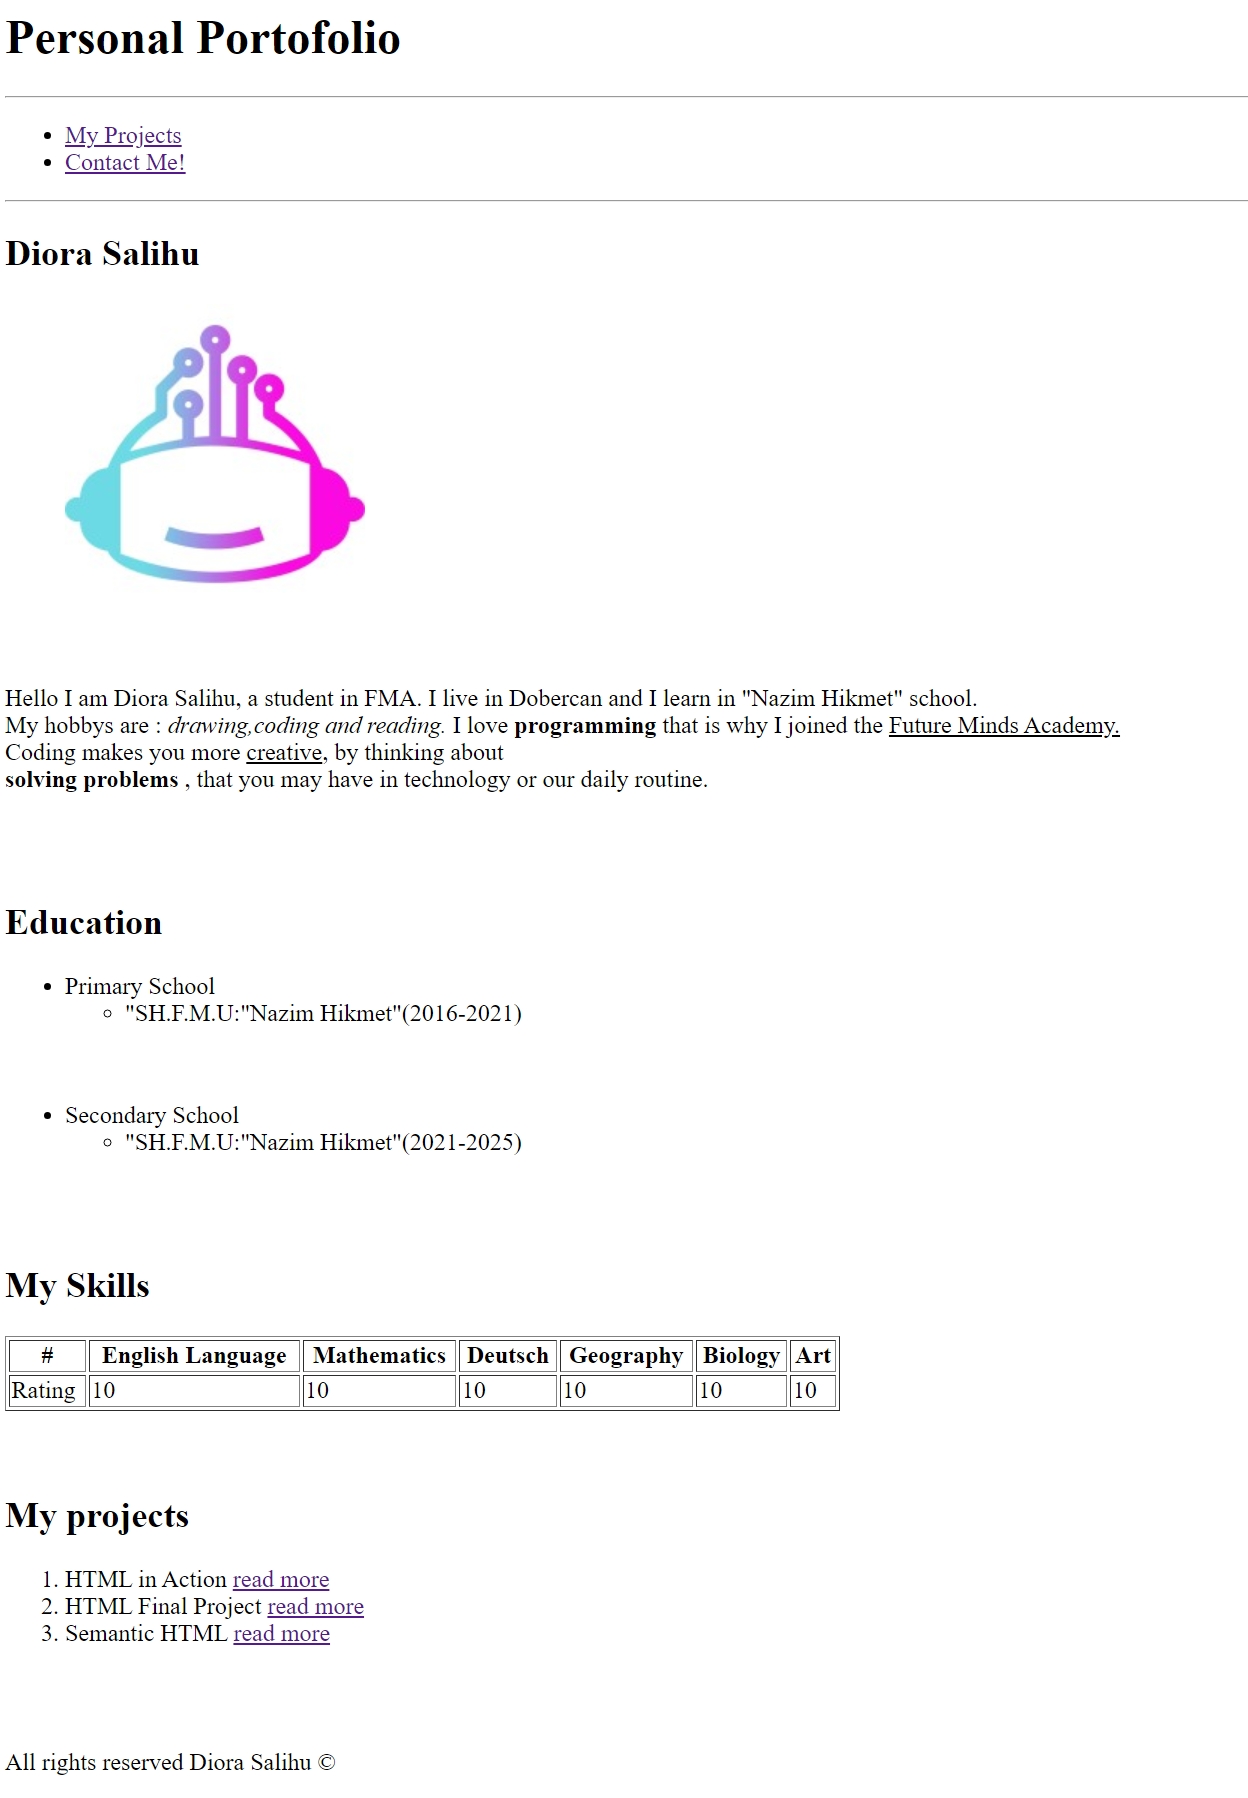 Personal Portofolio
My Projects
Contact Me!
Diora Salihu
Hello I am Diora Salihu, a student in FMA. I live in Dobercan and I learn in "Nazim Hikmet" school.
My hobbys are : drawing,coding and reading. I love programming that is why I joined the Future Minds Academy.
Coding makes you more creative, by thinking about
solving problems , that you may have in technology or our daily routine.
Education
Primary School
"SH.F.M.U:"Nazim Hikmet"(2016-2021)
Secondary School
"SH.F.M.U:"Nazim Hikmet"(2021-2025)
My Skills
# English Language Mathematics Deutsch Geography Biology Art
Rating 10 10 10 10 10 10
My projects
1. HTML in Action read more
2. HTML Final Project read more
3. Semantic HTML read more
All rights reserved Diora Salihu ©